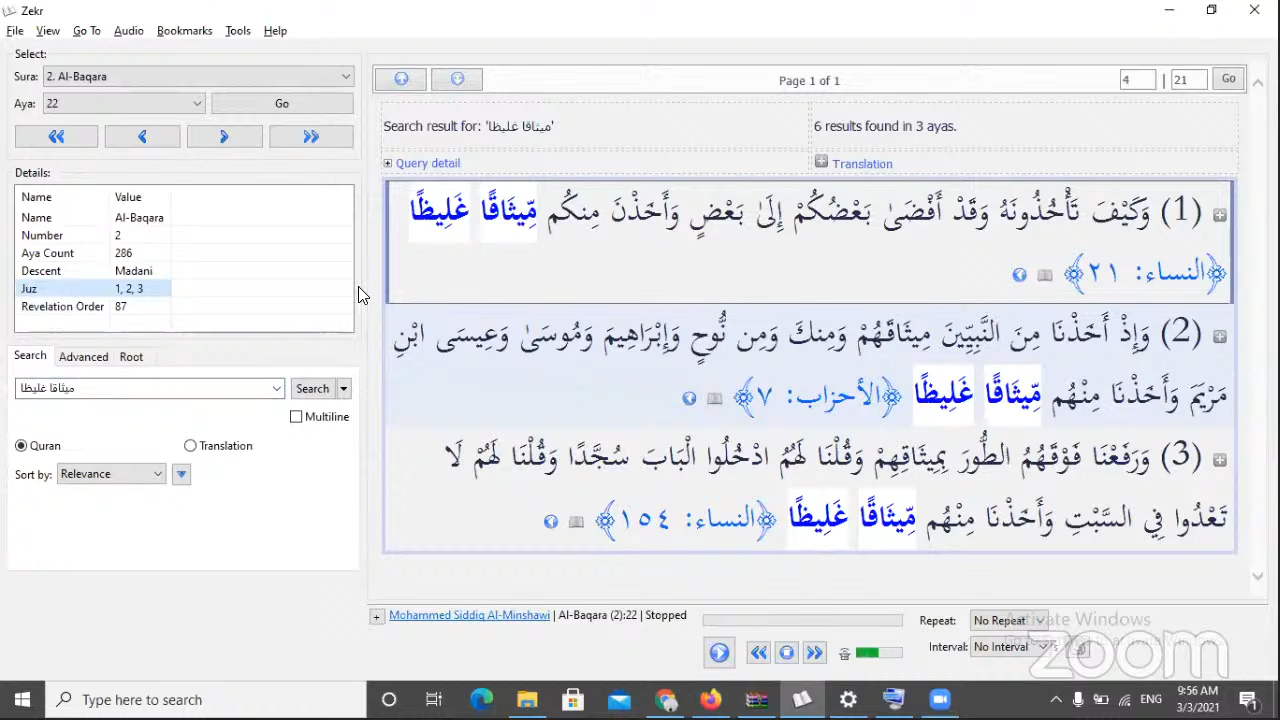 Zekr
File View Go To Audio Bookmarks Tools Help
Select:
Sura: 2. Al-Baqara
Aya: 22 Go
Details:
Name Value
Name Al-Baqara
Number 2
Aya Count 286
Descent Madani
Juz 1, 2, 3
Revelation Order 87
Search Advanced Root
ميثاقا غليظا Search
Multiline
Quran Translation
Sort by: Relevance
Page 1 of 1 4 | 21 Go
Search result for: 'ميثاقا غليظا' 6 results found in 3 ayas.
Query detail Translation
(1) وَكَيْفَ تَأْخُذُونَهُ وَقَدْ أَفْضَىٰ بَعْضُكُمْ إِلَىٰ بَعْضٍ وَأَخَذْنَ مِنكُم مِّيثَاقًا غَلِيظًا
﴿النساء: ٢١﴾
(2) وَإِذْ أَخَذْنَا مِنَ النَّبِيِّينَ مِيثَاقَهُمْ وَمِنكَ وَمِن نُّوحٍ وَإِبْرَاهِيمَ وَمُوسَىٰ وَعِيسَى ابْنِ
مَرْيَمَ وَأَخَذْنَا مِنْهُم مِّيثَاقًا غَلِيظًا ﴿الأحزاب: ٧﴾
(3) وَرَفَعْنَا فَوْقَهُمُ الطُّورَ بِمِيثَاقِهِمْ وَقُلْنَا لَهُمُ ادْخُلُوا الْبَابَ سُجَّدًا وَقُلْنَا لَهُمْ لَا
تَعْدُوا فِي السَّبْتِ وَأَخَذْنَا مِنْهُم مِّيثَاقًا غَلِيظًا ﴿النساء: ١٥٤﴾
Mohammed Siddiq Al-Minshawi | Al-Baqara (2):22 | Stopped
Repeat: No Repeat
Interval: No Interval
Activate Windows
zoom
Type here to search
ENG
9:56 AM
3/3/2021
1